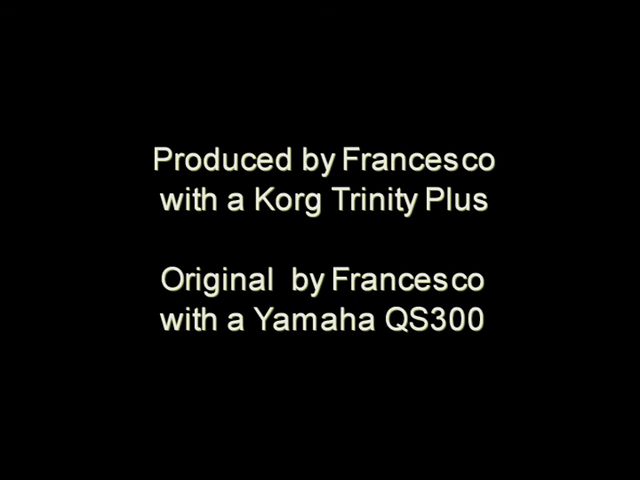 Produced by Francesco
with a Korg Trinity Plus
Original by Francesco
with a Yamaha QS300